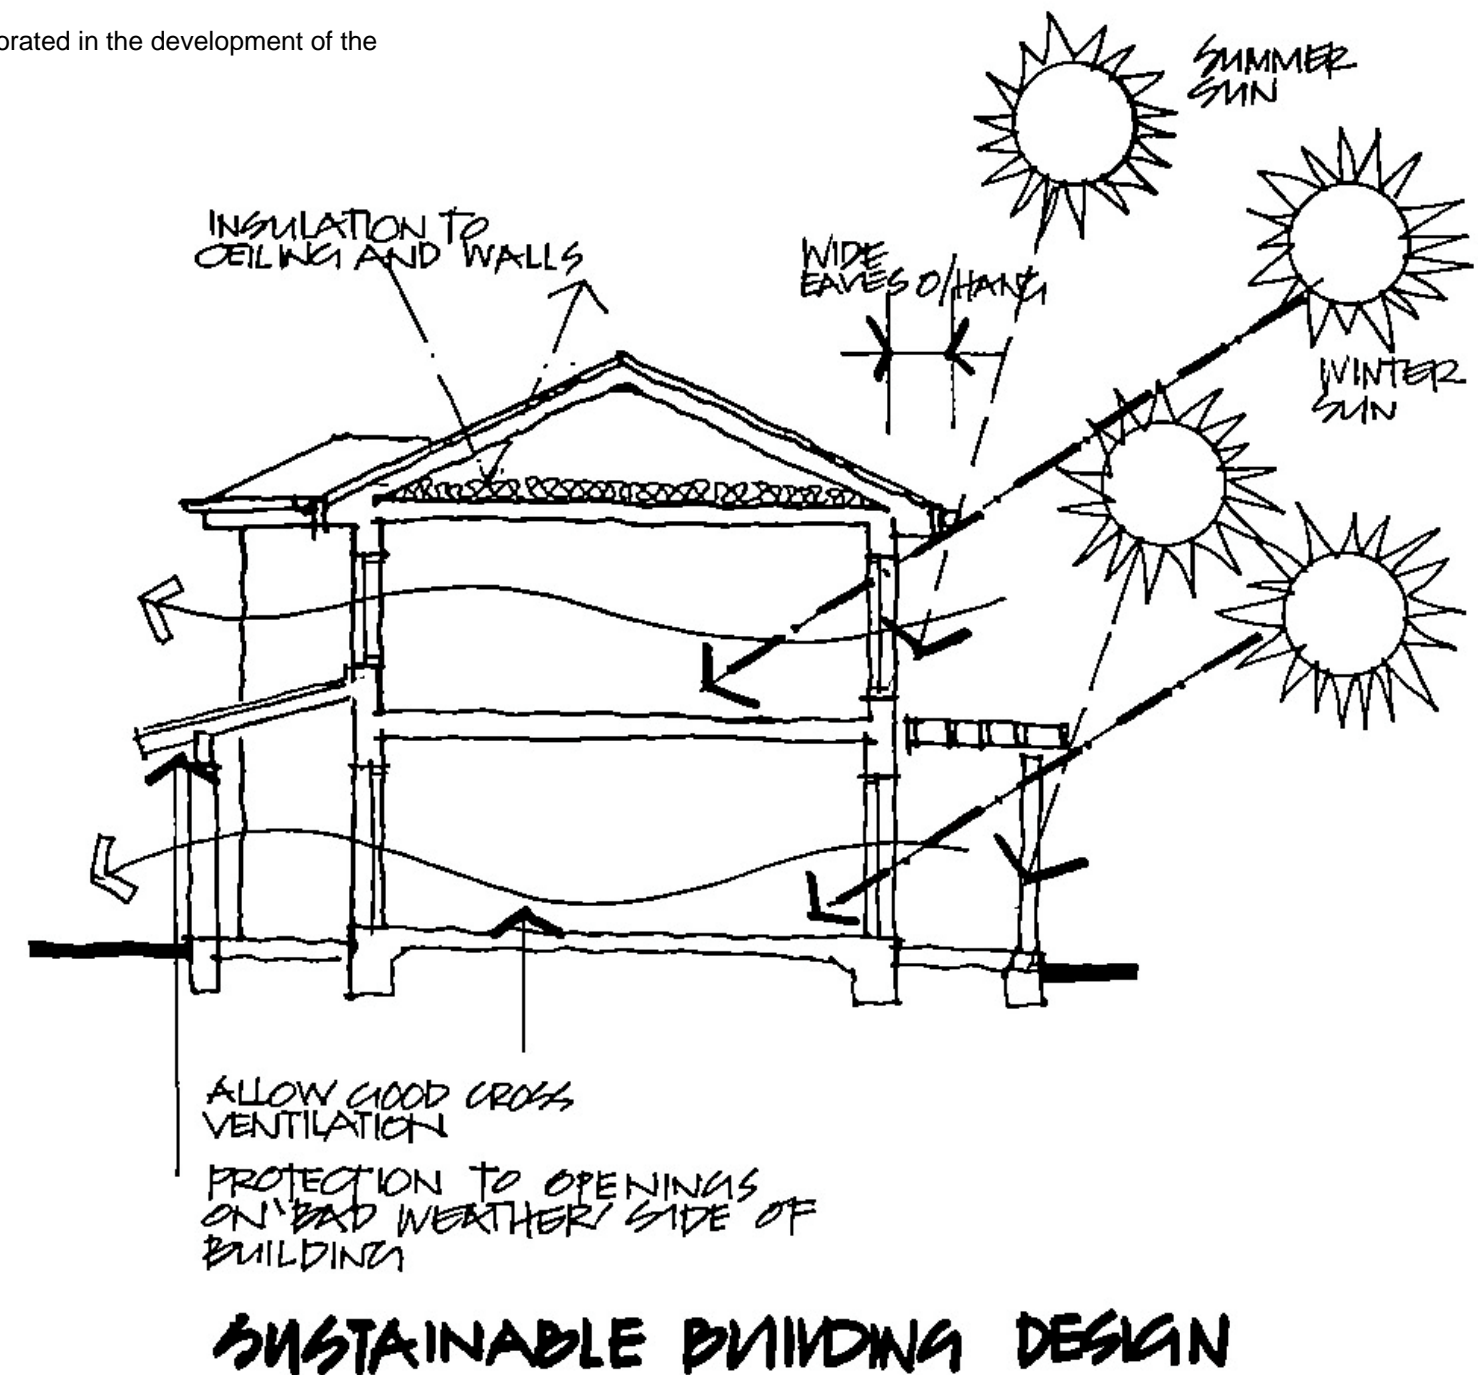 orated in the development of the
SUMMER
SUN
INSULATION TO
CEILING AND WALLS
WIDE
EAVES O/HANG
WINTER
SUN
ALLOW GOOD CROSS
VENTILATION
PROTECTION TO OPENINGS
ON 'BAD WEATHER' SIDE OF
BUILDING
SUSTAINABLE BUILDING DESIGN